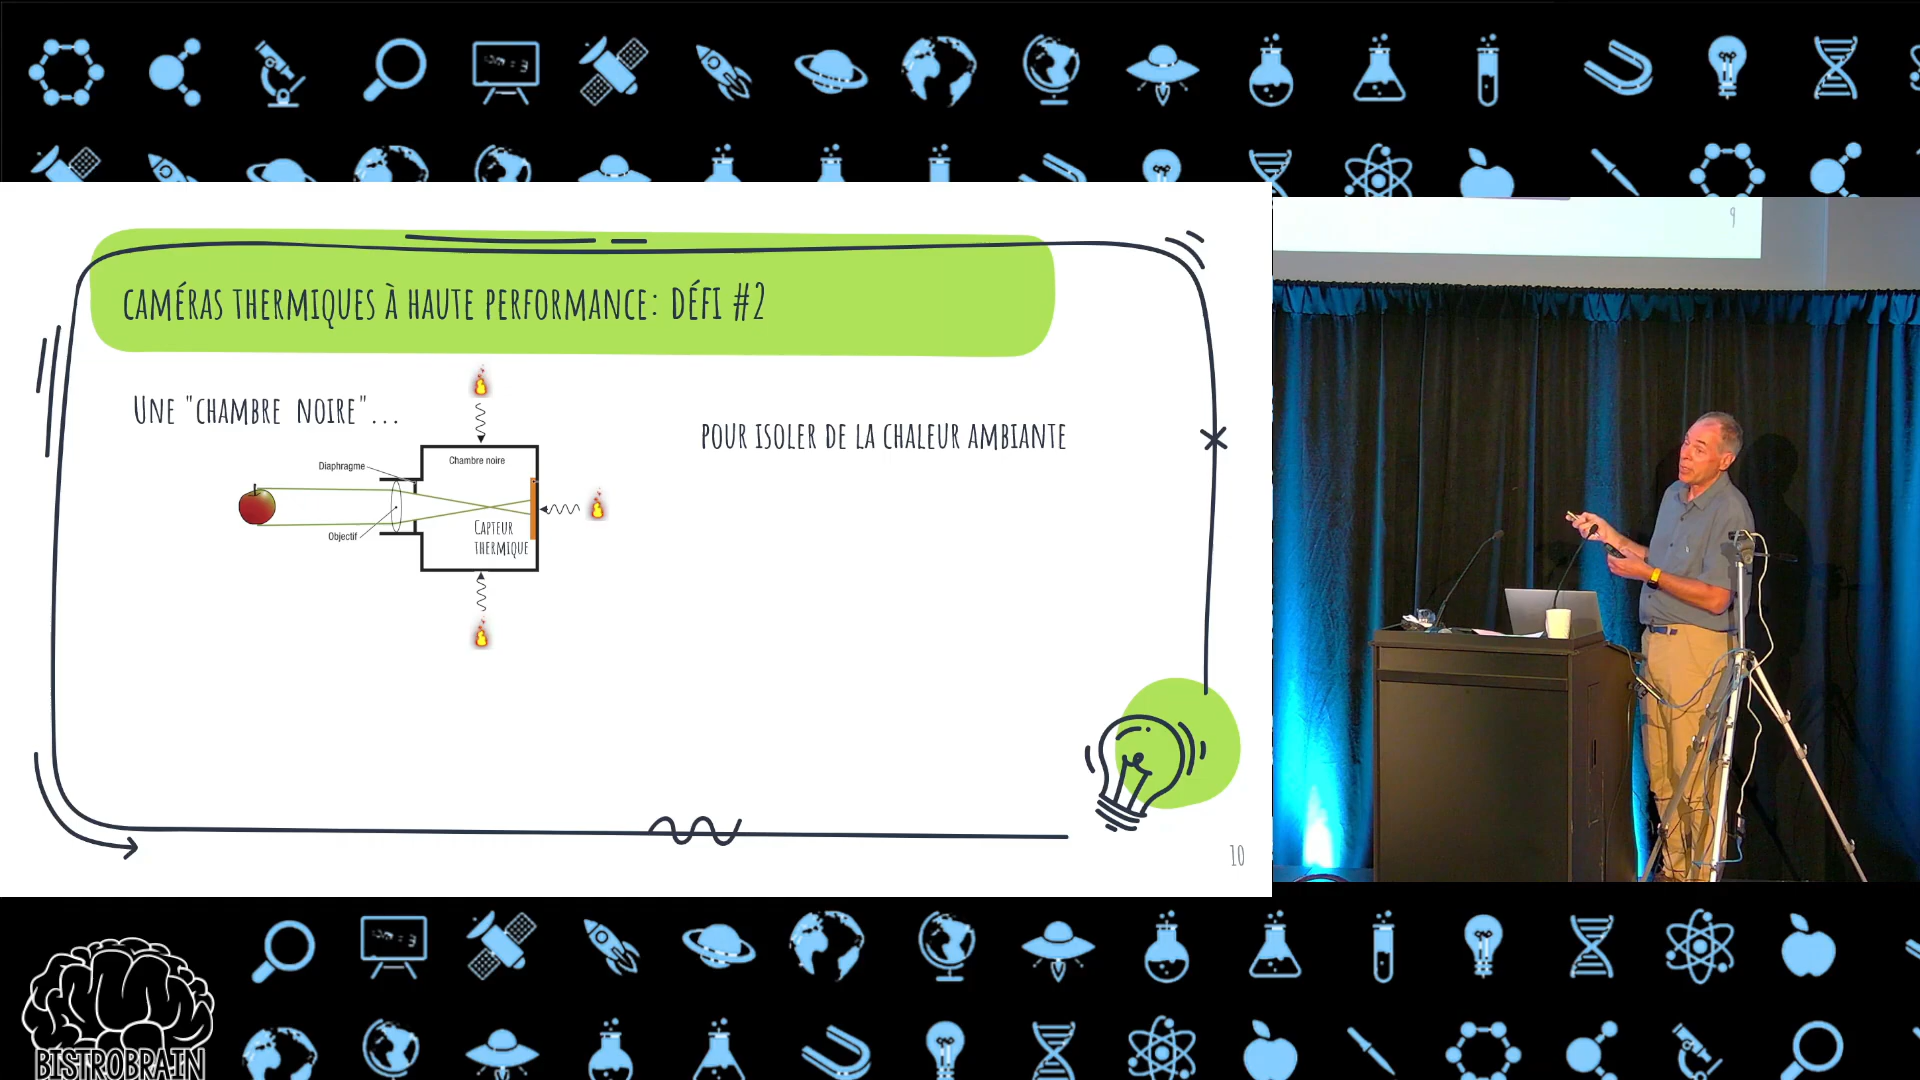 9
CAMÉRAS THERMIQUES À HAUTE PERFORMANCE: DÉFI #2
UNE "CHAMBRE NOIRE"...
POUR ISOLER DE LA CHALEUR AMBIANTE
Chambre noire
Diaphragme
CAPTEUR
THERMIQUE
Objectif
10
BISTROBRAIN